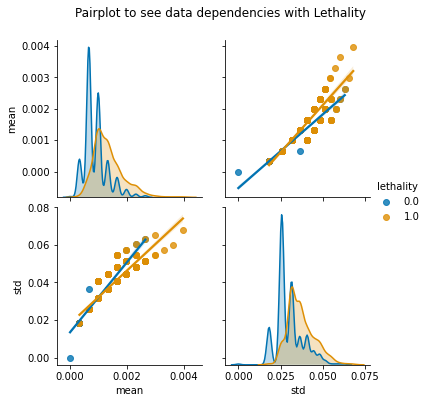 Pairplot to see data dependencies with Lethality
0.004
0.003
0.002
0.001
0.000
mean
lethality
0.0
1.0
0.08
0.06
0.04
0.02
0.00
std
0.000 0.002 0.004
mean
0.000 0.025 0.050 0.075
std